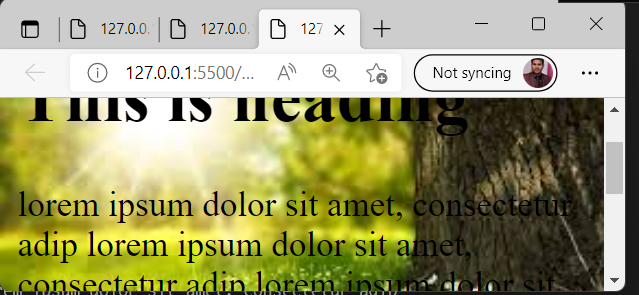 127.0.0.
127.0.0.
127
127.0.0.1:5500/...
Not syncing
This is heading
lorem ipsum dolor sit amet, consectetur
adip lorem ipsum dolor sit amet,
consectetur adip lorem ipsum dolor sit